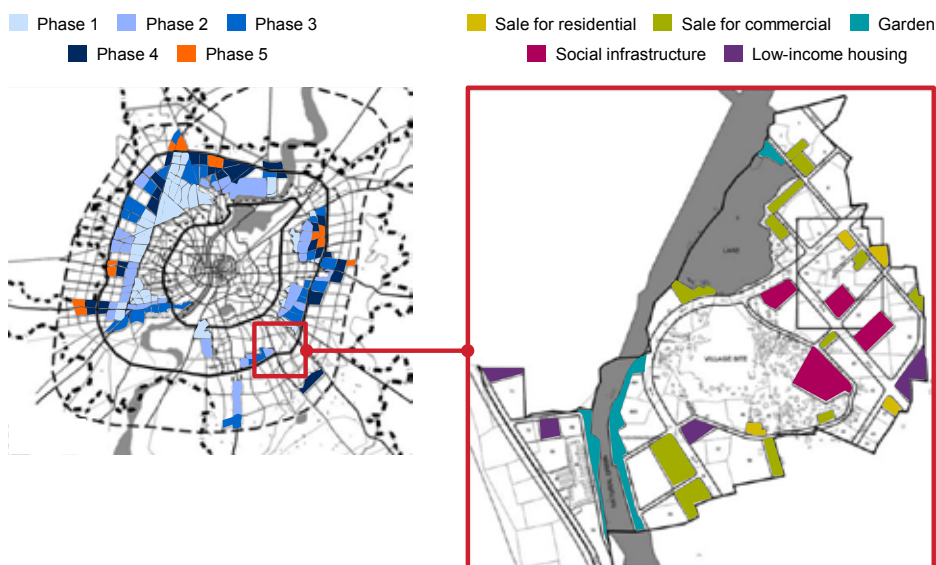 Phase 1 Phase 2 Phase 3
Phase 4 Phase 5
Sale for residential Sale for commercial Garden
Social infrastructure Low-income housing
LAKE
VILLAGE SITE